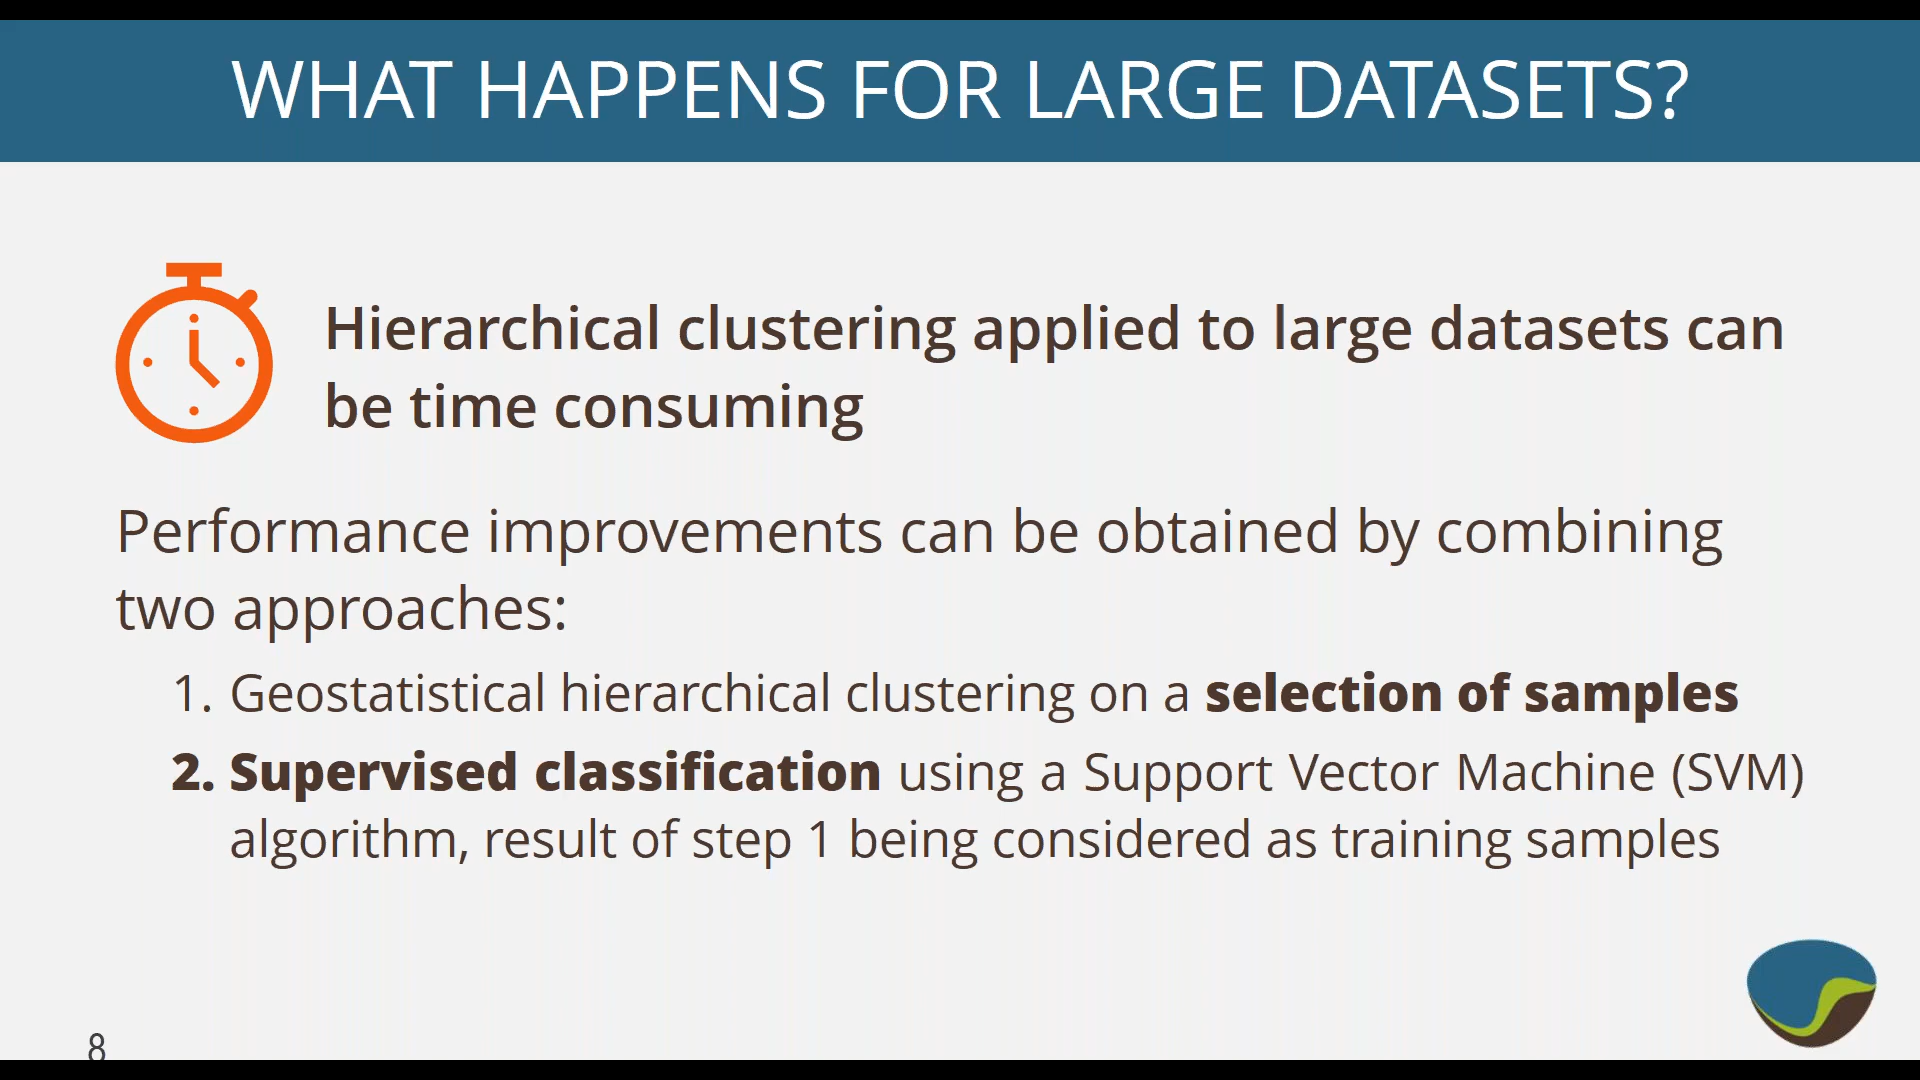 WHAT HAPPENS FOR LARGE DATASETS?
Hierarchical clustering applied to large datasets can
be time consuming
Performance improvements can be obtained by combining
two approaches:
1. Geostatistical hierarchical clustering on a selection of samples
2. Supervised classification using a Support Vector Machine (SVM)
algorithm, result of step 1 being considered as training samples
8